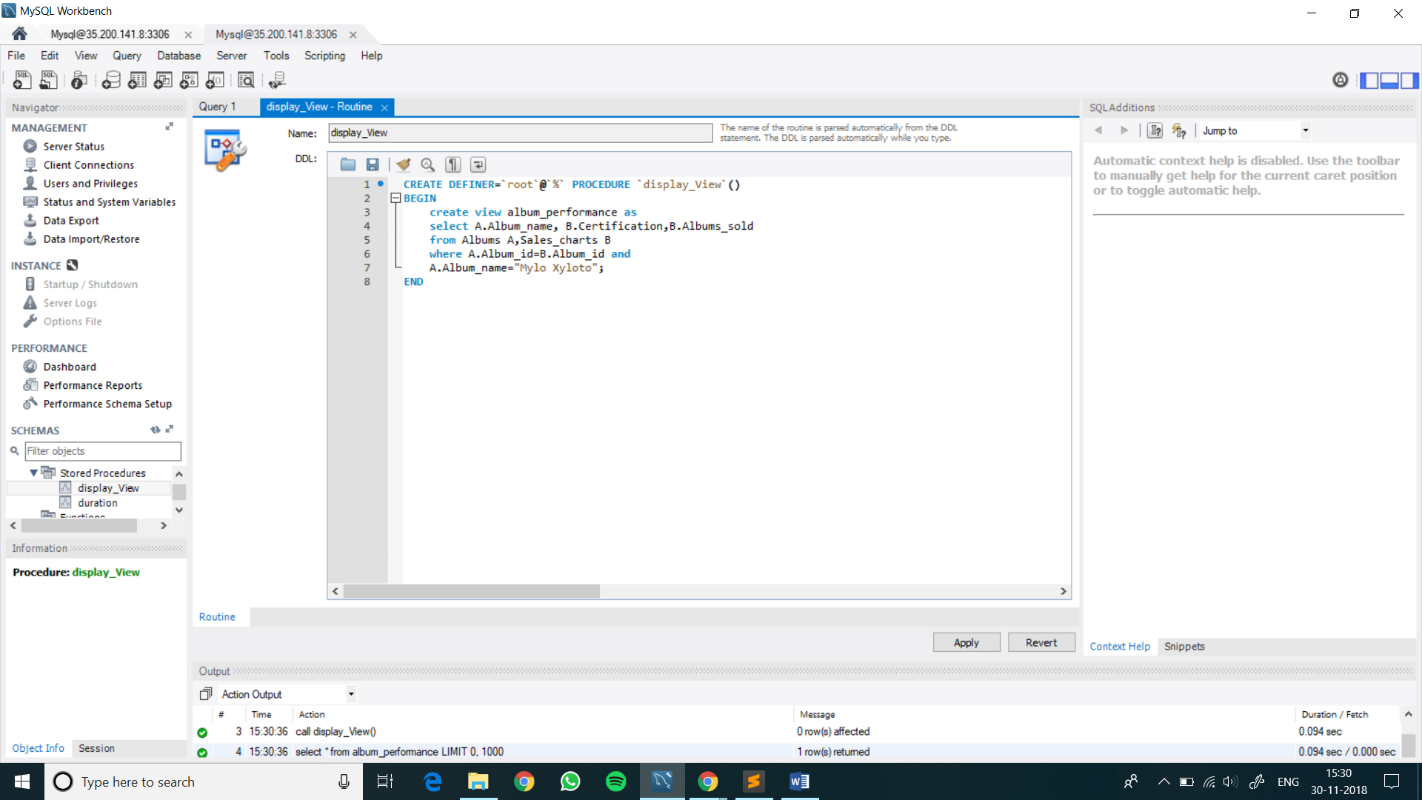 MySQL Workbench
Mysql@35.200.141.8:3306 Mysql@35.200.141.8:3306
File Edit View Query Database Server Tools Scripting Help
Navigator
MANAGEMENT
Server Status
Client Connections
Users and Privileges
Status and System Variables
Data Export
Data Import/Restore
INSTANCE
Startup / Shutdown
Server Logs
Options File
PERFORMANCE
Dashboard
Performance Reports
Performance Schema Setup
SCHEMAS
Filter objects
Stored Procedures
display_View
duration
Functions
Information
Procedure: display_View
Object Info Session
Query 1 display_View - Routine
Name: display_View
The name of the routine is parsed automatically from the DDL
statement. The DDL is parsed automatically while you type.
DDL:
1 CREATE DEFINER=`root`@`%` PROCEDURE `display_View`()
2 BEGIN
3 create view album_performance as
4 select A.Album_name, B.Certification,B.Albums_sold
5 from Albums A,Sales_charts B
6 where A.Album_id=B.Album_id and
7 A.Album_name="Mylo Xyloto";
8 END
Routine
Apply Revert
SQLAdditions
Jump to
Automatic context help is disabled. Use the toolbar
to manually get help for the current caret position
or to toggle automatic help.
Context Help Snippets
Output
Action Output
# Time Action Message Duration / Fetch
3 15:30:36 call display_View() 0 row(s) affected 0.094 sec
4 15:30:36 select * from album_performance LIMIT 0, 1000 1 row(s) returned 0.094 sec / 0.000 sec
Type here to search
ENG
15:30
30-11-2018